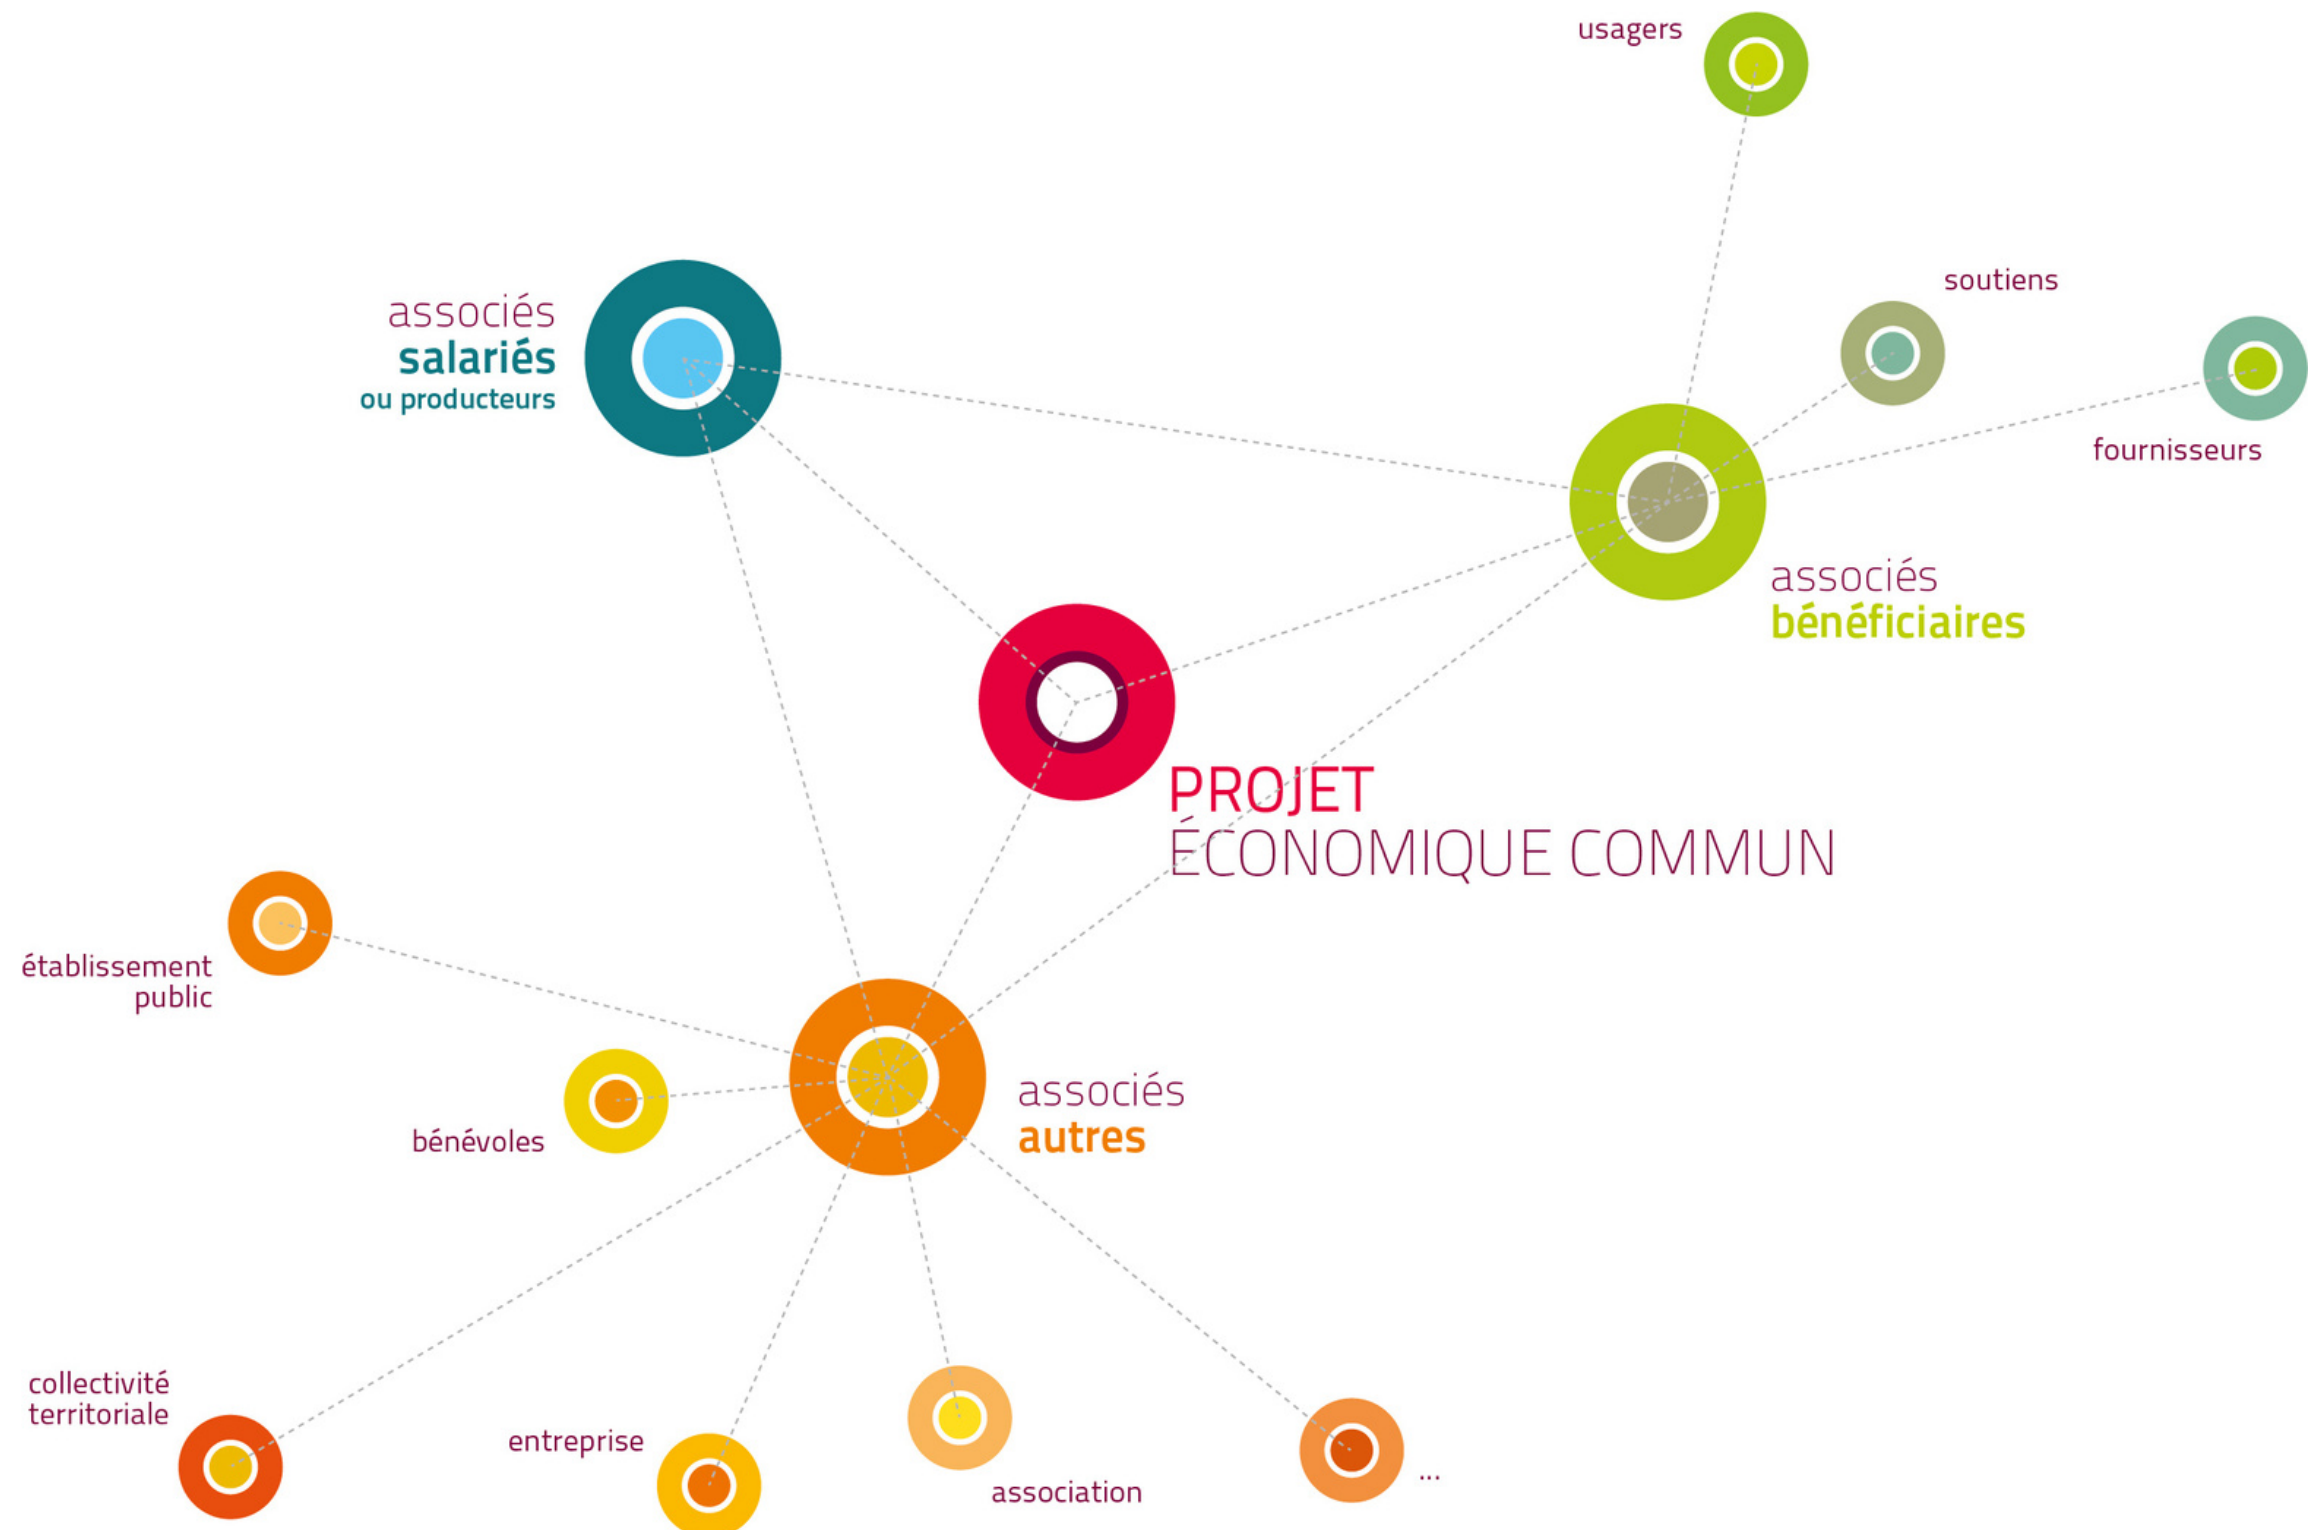 usagers
soutiens
associés
salariés
ou producteurs
fournisseurs
associés
bénéficiaires
PROJET
ÉCONOMIQUE COMMUN
établissement
public
associés
autres
bénévoles
collectivité
territoriale
entreprise
association
...